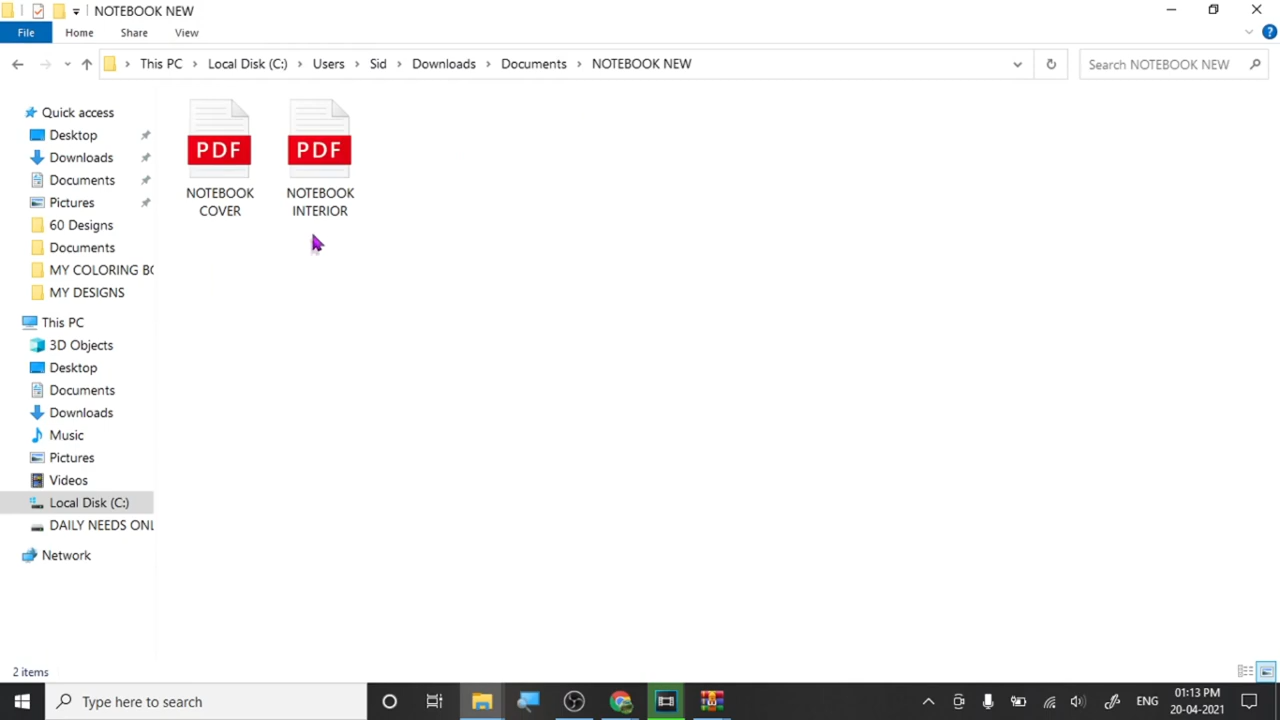 NOTEBOOK NEW
File Home Share View
This PC Local Disk (C:) Users Sid Downloads Documents NOTEBOOK NEW
Search NOTEBOOK NEW
Quick access
Desktop
Downloads
Documents
Pictures
60 Designs
Documents
MY COLORING BO
MY DESIGNS
This PC
3D Objects
Desktop
Documents
Downloads
Music
Pictures
Videos
Local Disk (C:)
DAILY NEEDS ONL
Network
PDF
NOTEBOOK
COVER
PDF
NOTEBOOK
INTERIOR
2 items
Type here to search
ENG
01:13 PM
20-04-2021